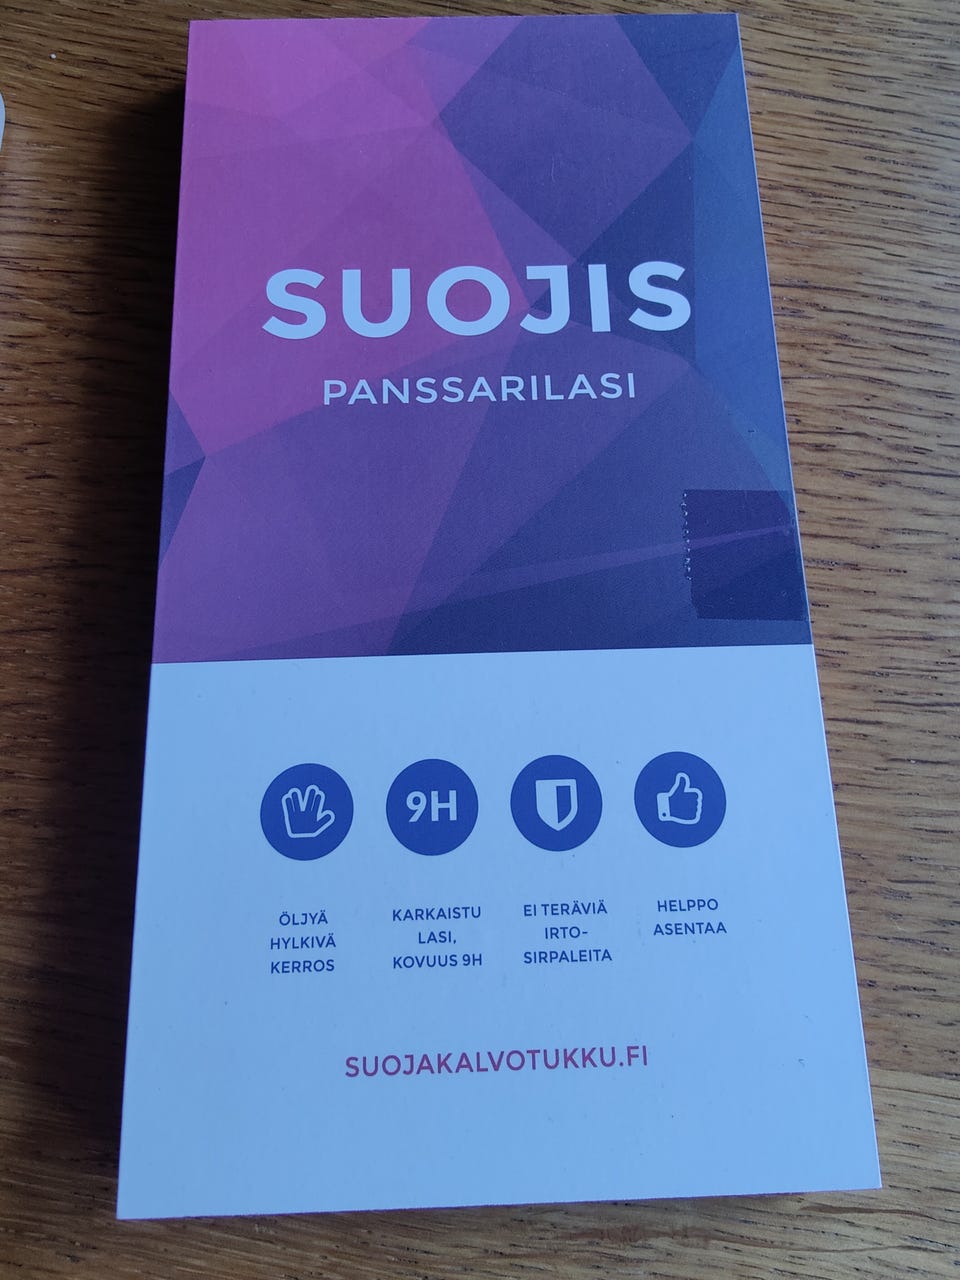 SUOJIS
PANSSARILASI
9H
ÖLJYÄ
HYLKIVÄ
KERROS
KARKAISTU
LASI,
KOVUUS 9H
EI TERÄVIÄ
IRTO-
SIRPALEITA
HELPPO
ASENTAA
SUOJAKALVOTUKKU.FI